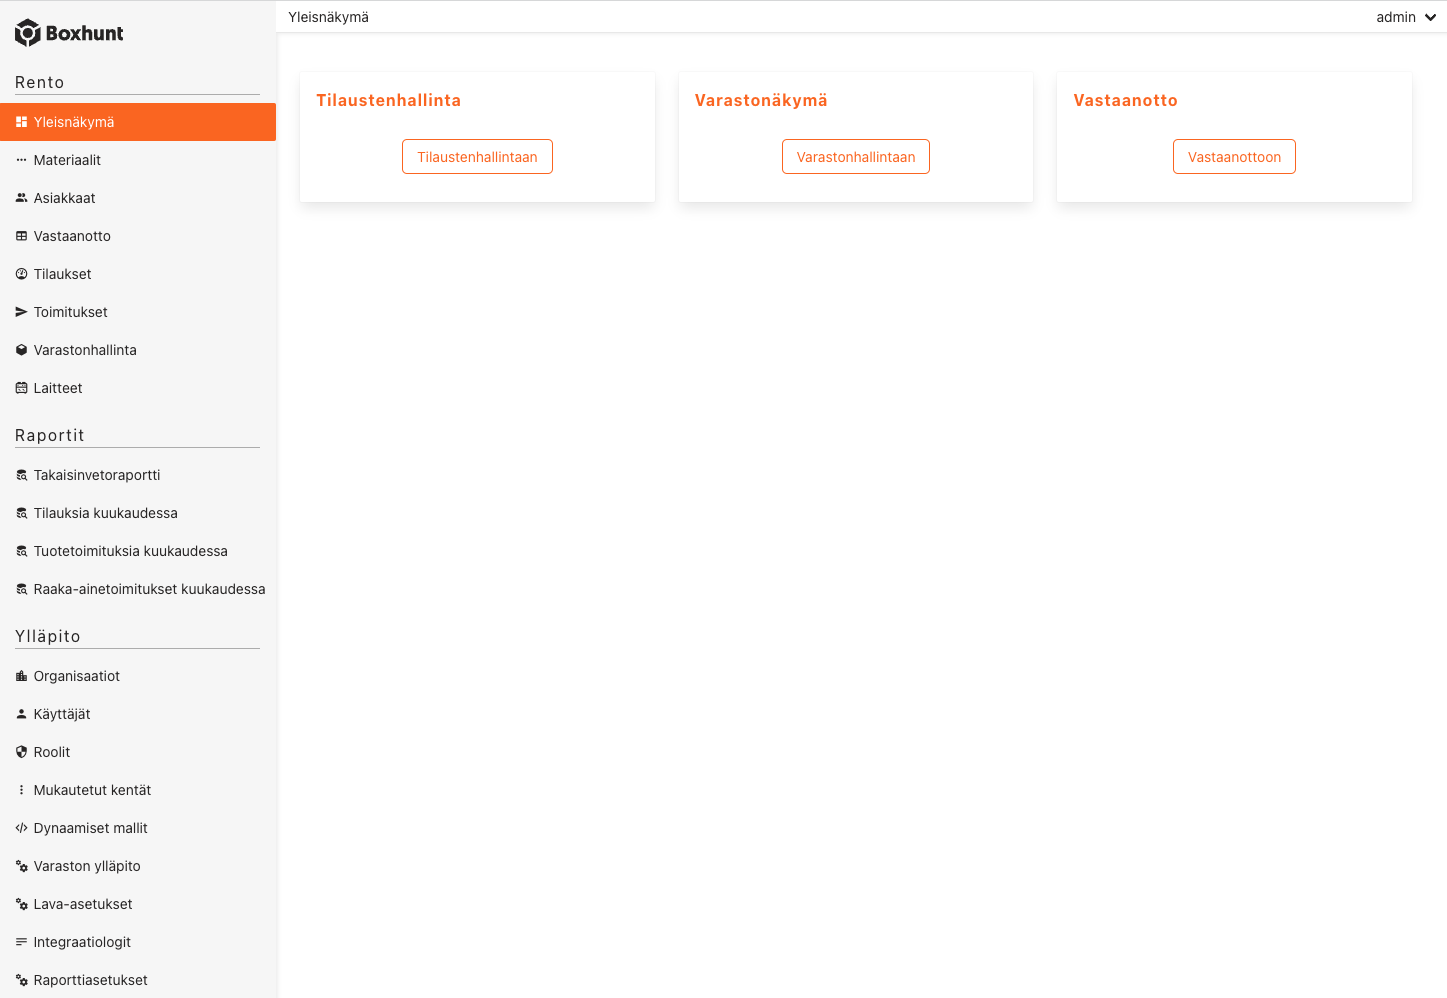 Boxhunt
Rento
Yleisnäkymä
Materiaalit
Asiakkaat
Vastaanotto
Tilaukset
Toimitukset
Varastonhallinta
Laitteet
Raportit
Takaisinvetoraportti
Tilauksia kuukaudessa
Tuotetoimituksia kuukaudessa
Raaka-ainetoimitukset kuukaudessa
Ylläpito
Organisaatiot
Käyttäjät
Roolit
Mukautetut kentät
Dynaamiset mallit
Varaston ylläpito
Lava-asetukset
Integraatiologit
Raporttiasetukset
Yleisnäkymä
admin
Tilaustenhallinta
Tilaustenhallintaan
Varastonäkymä
Varastonhallintaan
Vastaanotto
Vastaanottoon